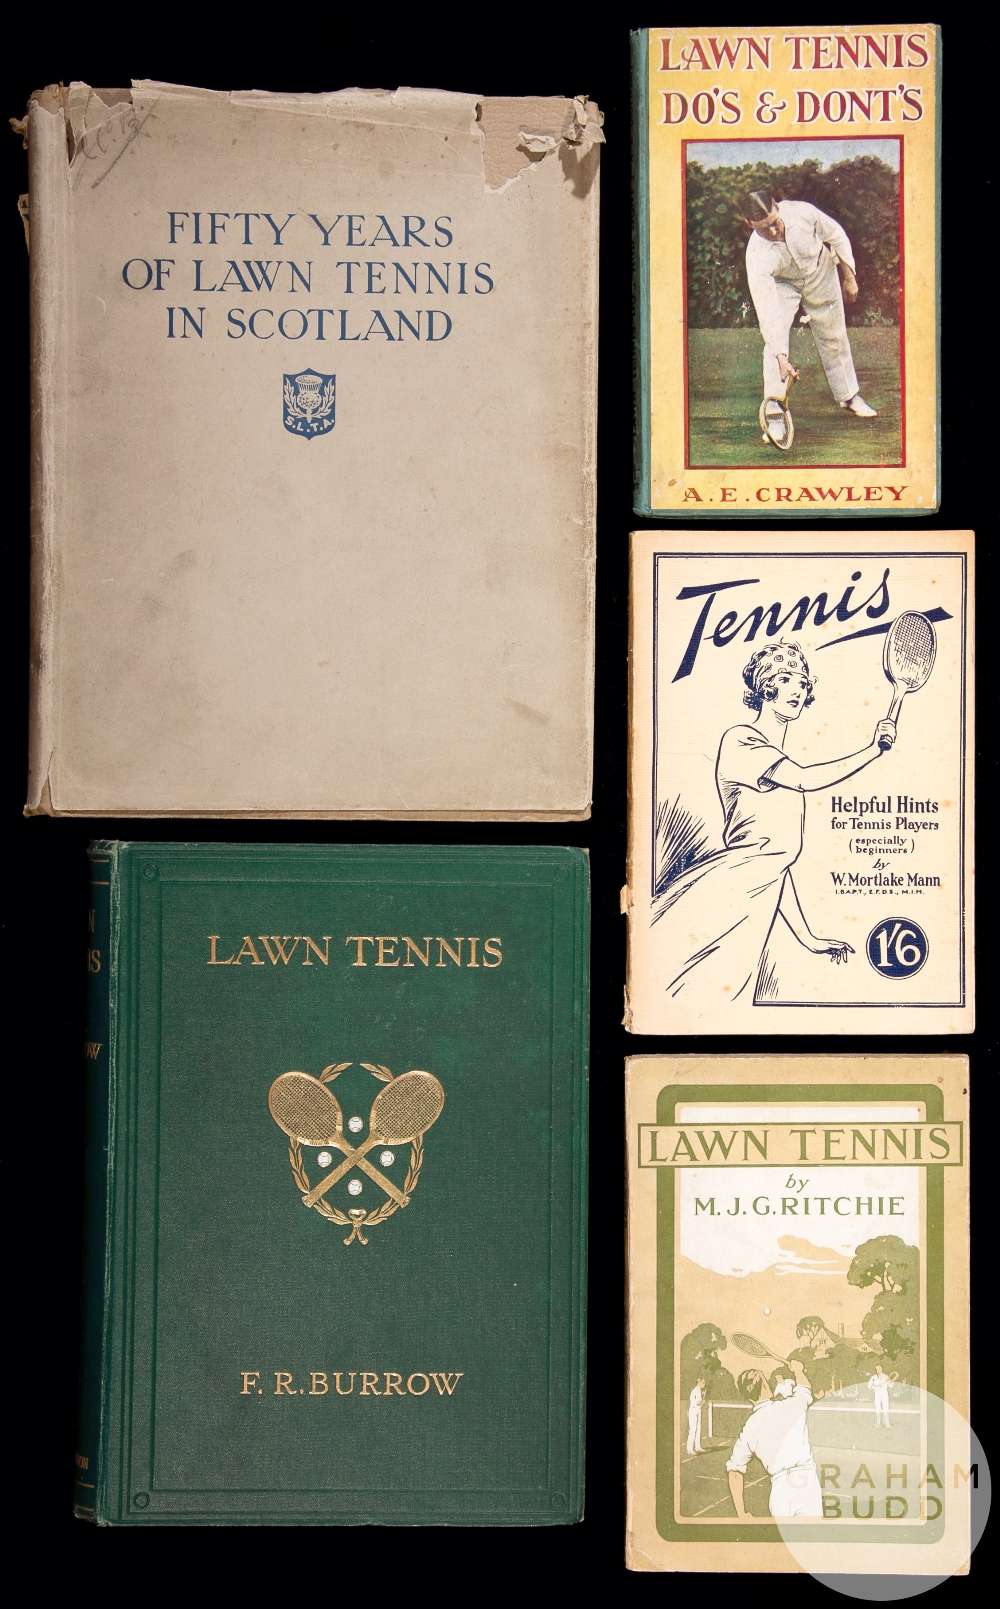 FIFTY YEARS
OF LAWN TENNIS
IN SCOTLAND
S.L.T.A.
LAWN TENNIS
DO'S & DONT'S
A. E. CRAWLEY
Tennis
Helpful Hints
for Tennis Players
(especially
beginners)
by
W. Mortlake Mann
I.B.A.P.T., E.F.D.S., M.I.H.
1/6
LAWN TENNIS
F. R. BURROW
LAWN TENNIS
by
M. J. G. RITCHIE
GRAHAM
BUDD